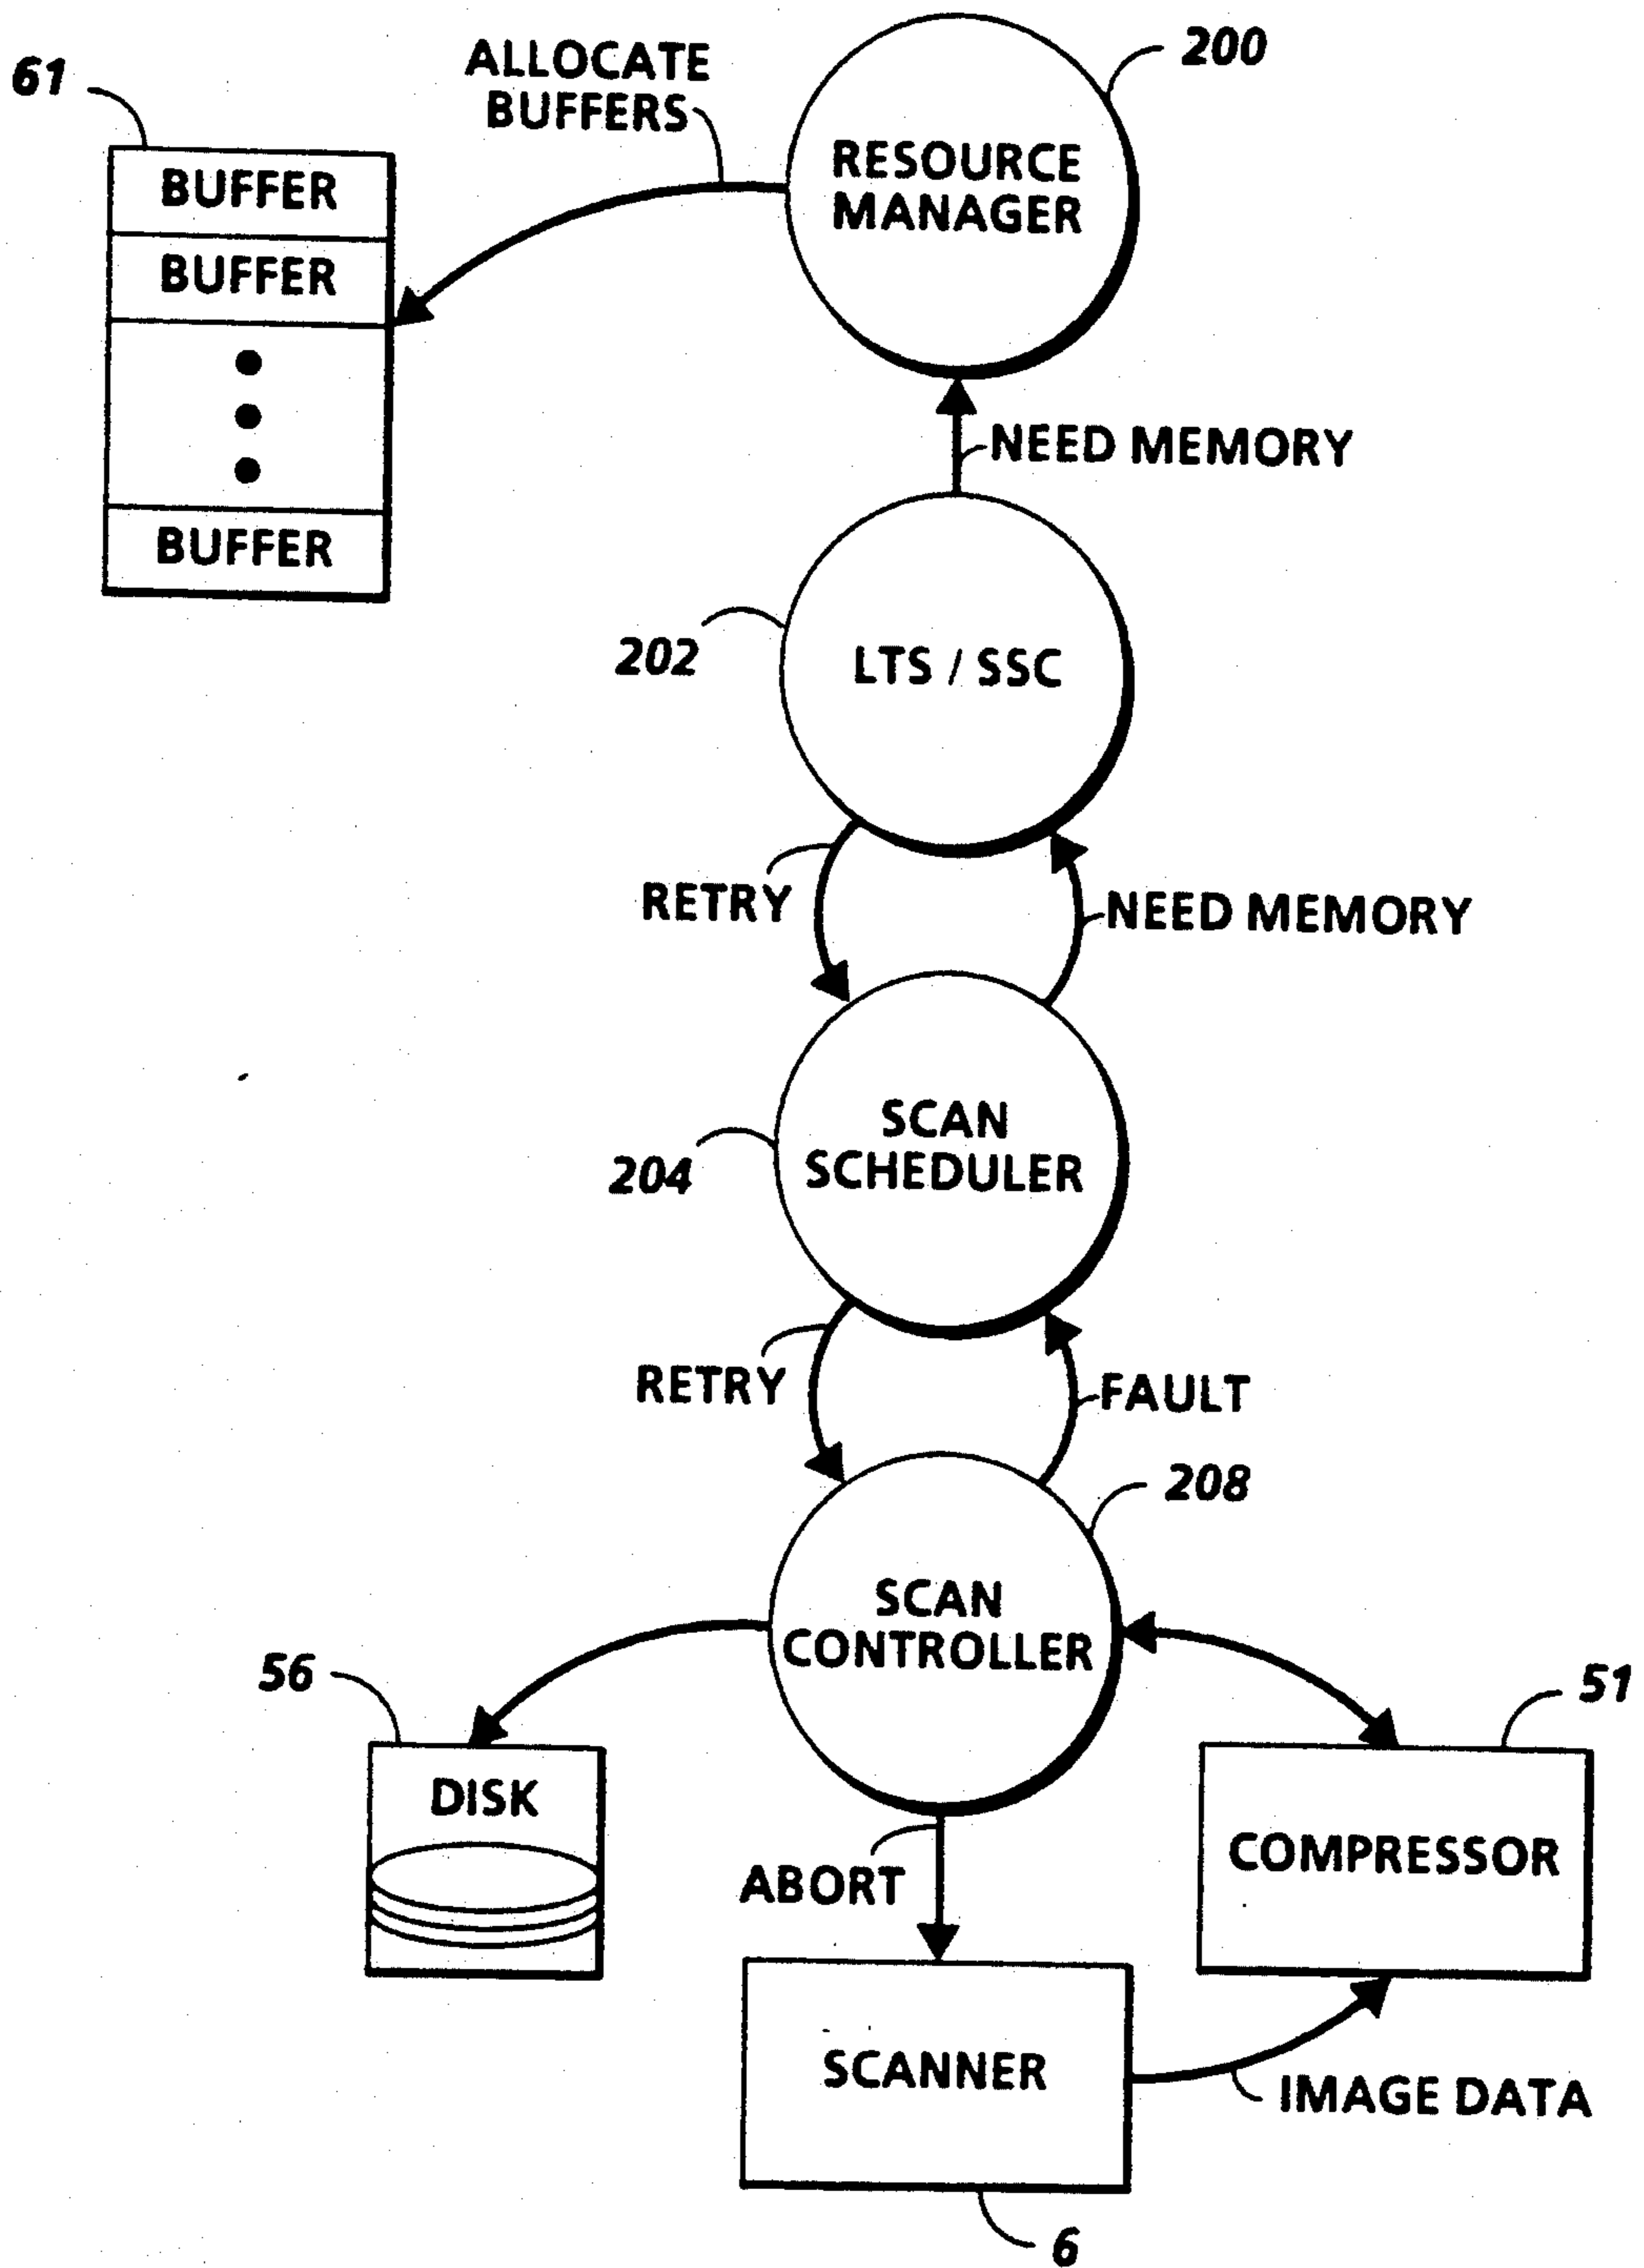 200
61
ALLOCATE
BUFFERS
RESOURCE
MANAGER
BUFFER
BUFFER
BUFFER
NEED MEMORY
202
LTS / SSC
RETRY
NEED MEMORY
204
SCAN
SCHEDULER
RETRY
FAULT
208
SCAN
CONTROLLER
56
51
DISK
COMPRESSOR
ABORT
SCANNER
IMAGE DATA
6